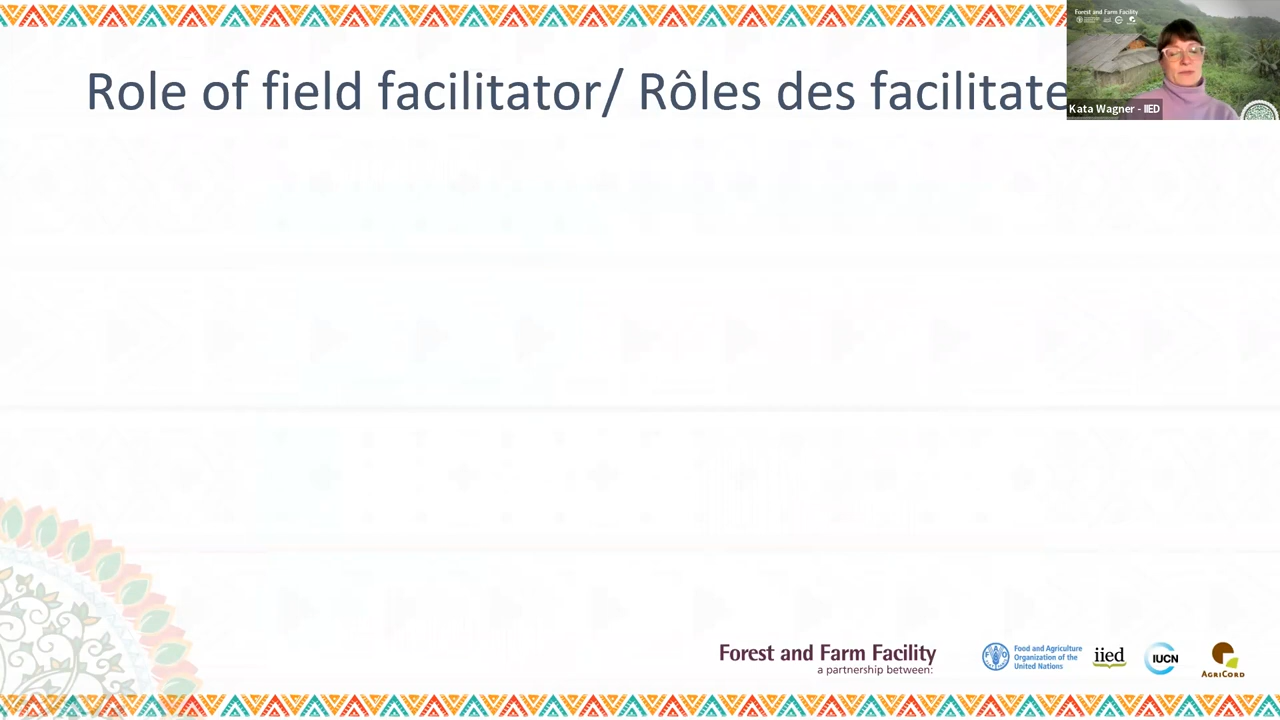 Role of field facilitator/ Rôles des facilitate
Forest and Farm Facility
Kata Wagner - IIED
Forest and Farm Facility
a partnership between:
Food and Agriculture
Organization of the
United Nations
iied
IUCN
AGRICORD